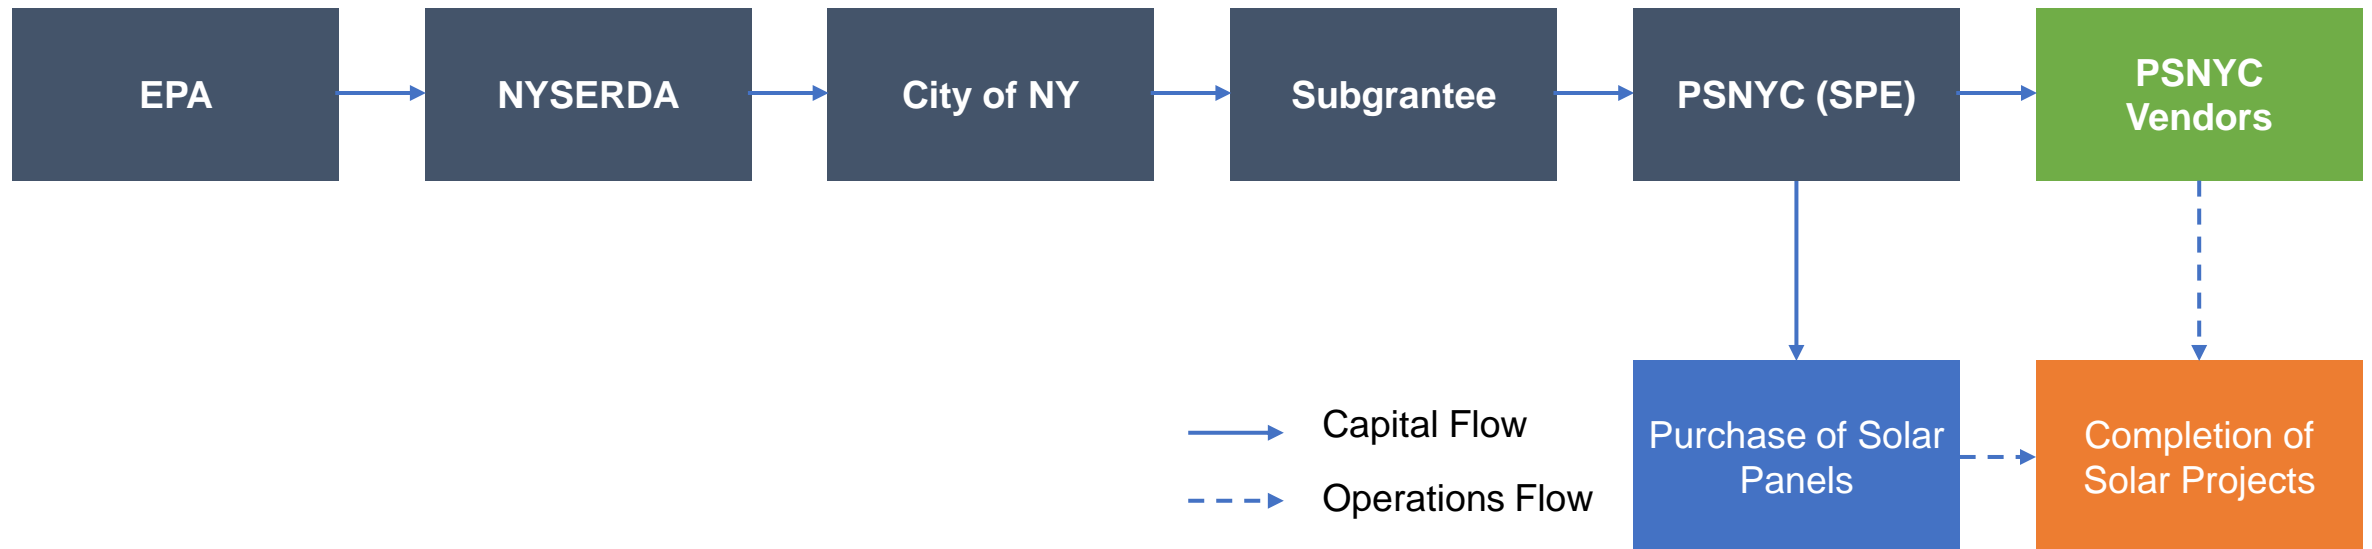 EPA
NYSERDA
City of NY
Subgrantee
PSNYC (SPE)
PSNYC
Vendors
Capital Flow
Operations Flow
Purchase of Solar
Panels
Completion of
Solar Projects